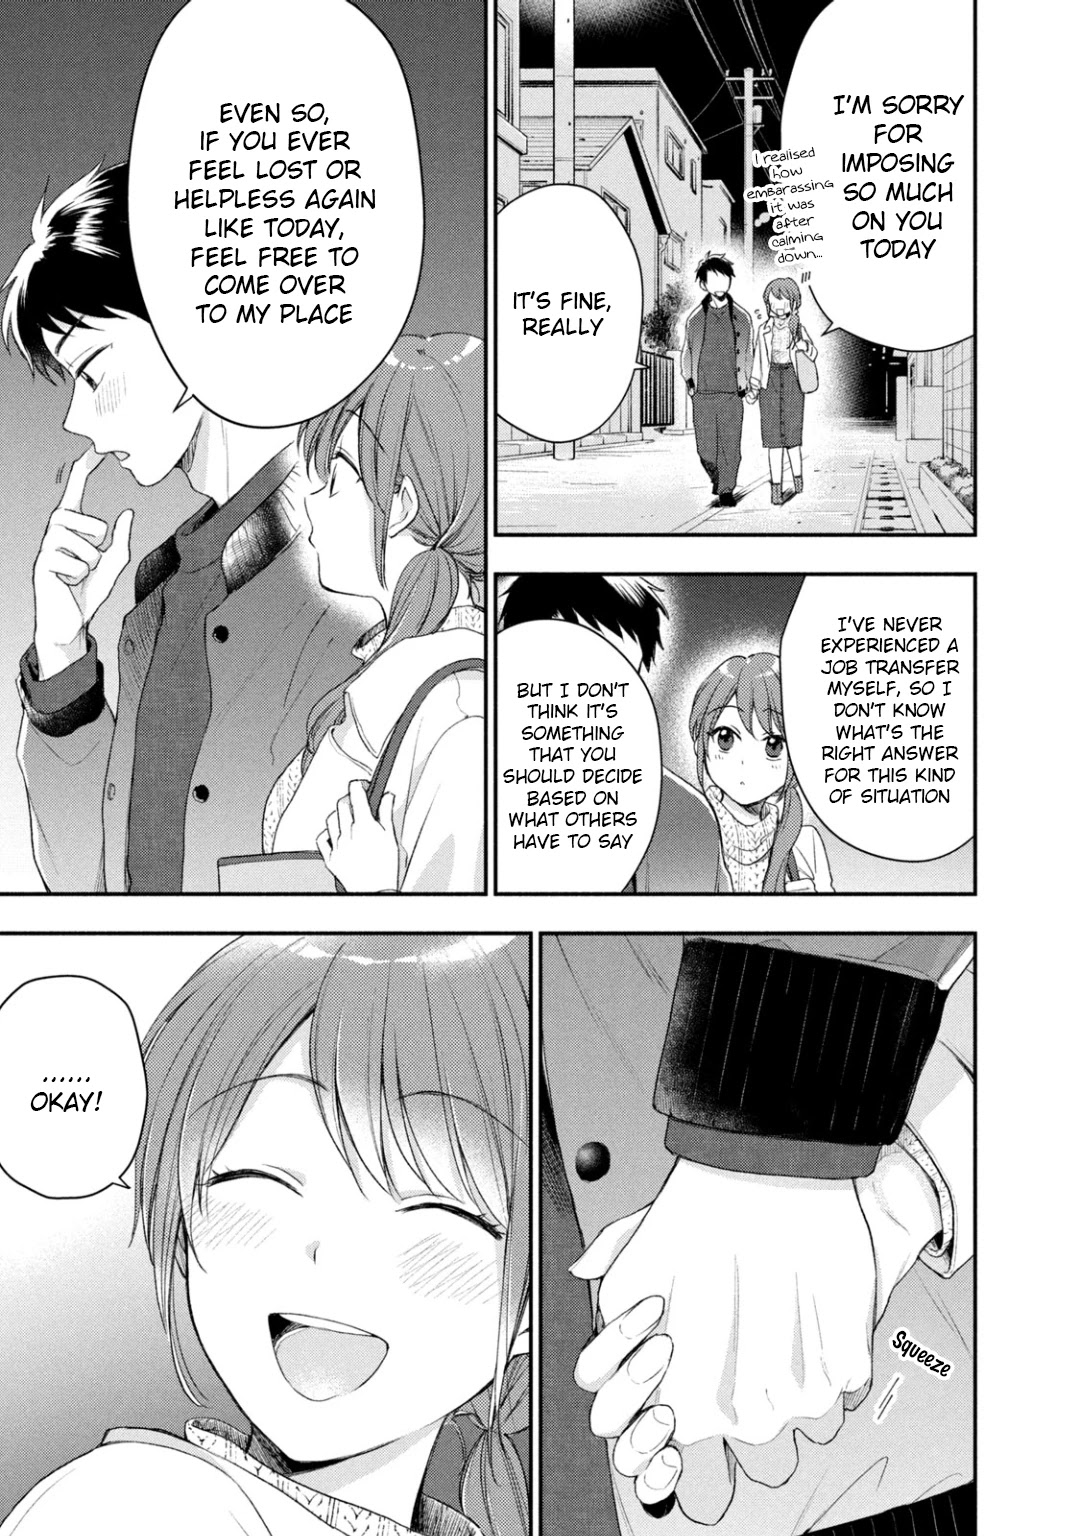 I'M SORRY
FOR
IMPOSING
SO MUCH
ON YOU
TODAY
I realised
how
embarassing
it was
after
calming
down...
IT'S FINE,
REALLY
I'VE NEVER
EXPERIENCED A
JOB TRANSFER
MYSELF, SO I
DON'T KNOW
WHAT'S THE
RIGHT ANSWER
FOR THIS KIND
OF SITUATION
BUT I DON'T
THINK IT'S
SOMETHING
THAT YOU
SHOULD DECIDE
BASED ON
WHAT OTHERS
HAVE TO SAY
EVEN SO,
IF YOU EVER
FEEL LOST OR
HELPLESS AGAIN
LIKE TODAY,
FEEL FREE TO
COME OVER
TO MY PLACE
Squeeze
......
OKAY!